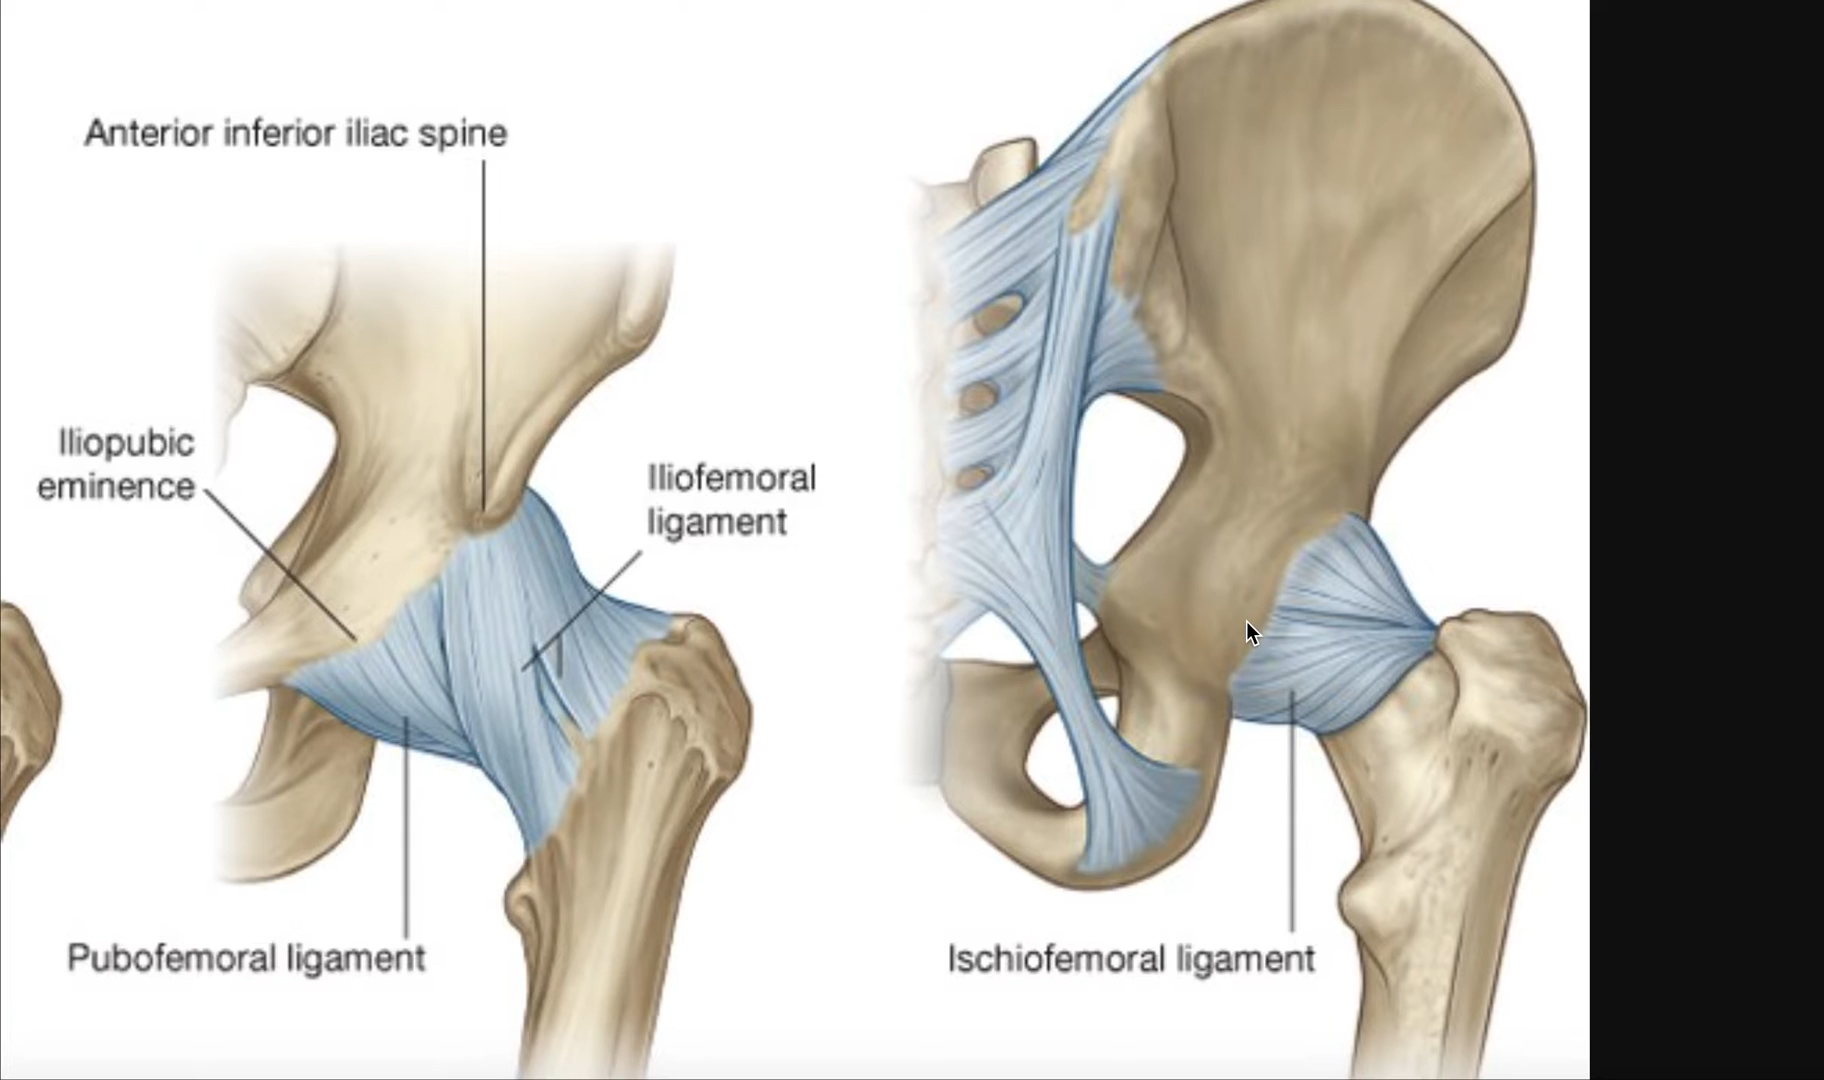 Anterior inferior iliac spine
Iliopubic
eminence
Iliofemoral
ligament
Pubofemoral ligament
Ischiofemoral ligament